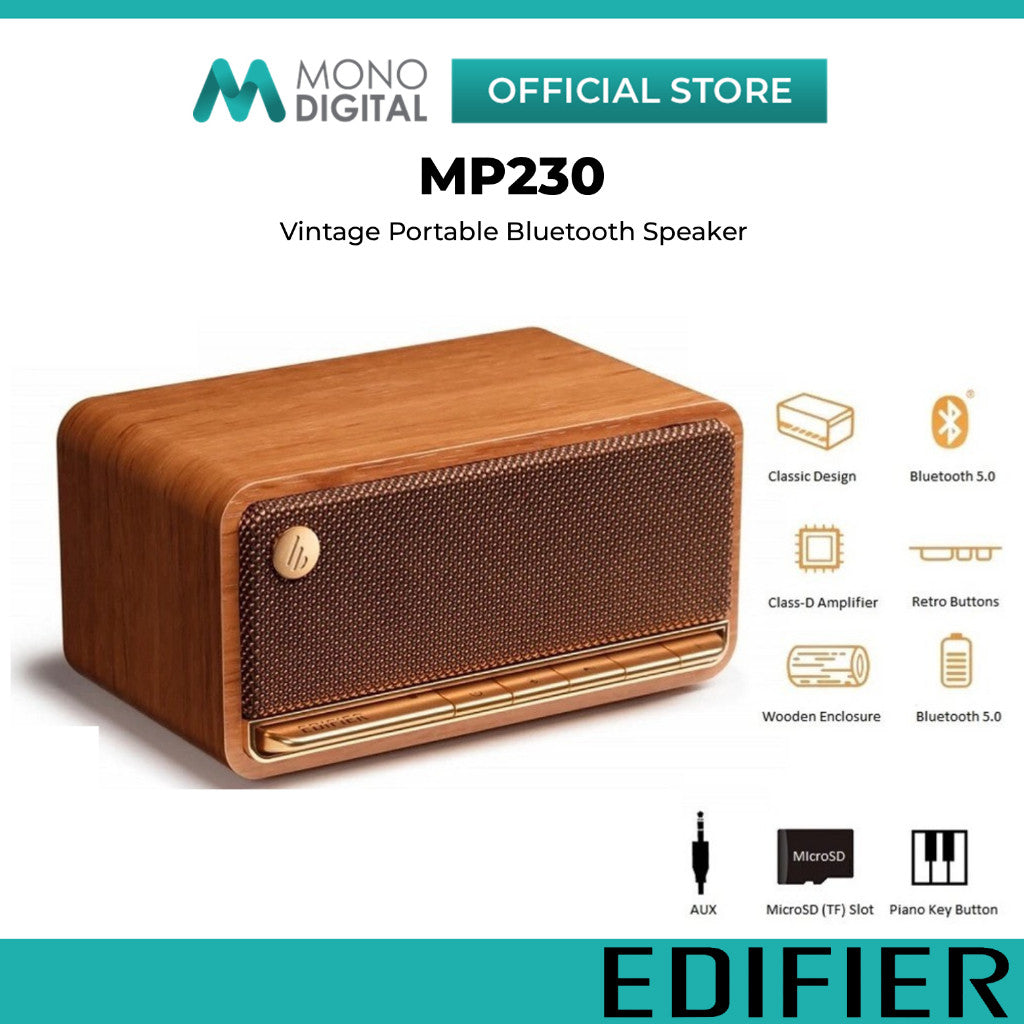 MONO
DIGITAL
OFFICIAL STORE
MP230
Vintage Portable Bluetooth Speaker
Classic Design
Bluetooth 5.0
Class-D Amplifier
Retro Buttons
Wooden Enclosure
Bluetooth 5.0
EDIFIER
MIcroSD
AUX
MicroSD (TF) Slot
Piano Key Button
EDIFIER